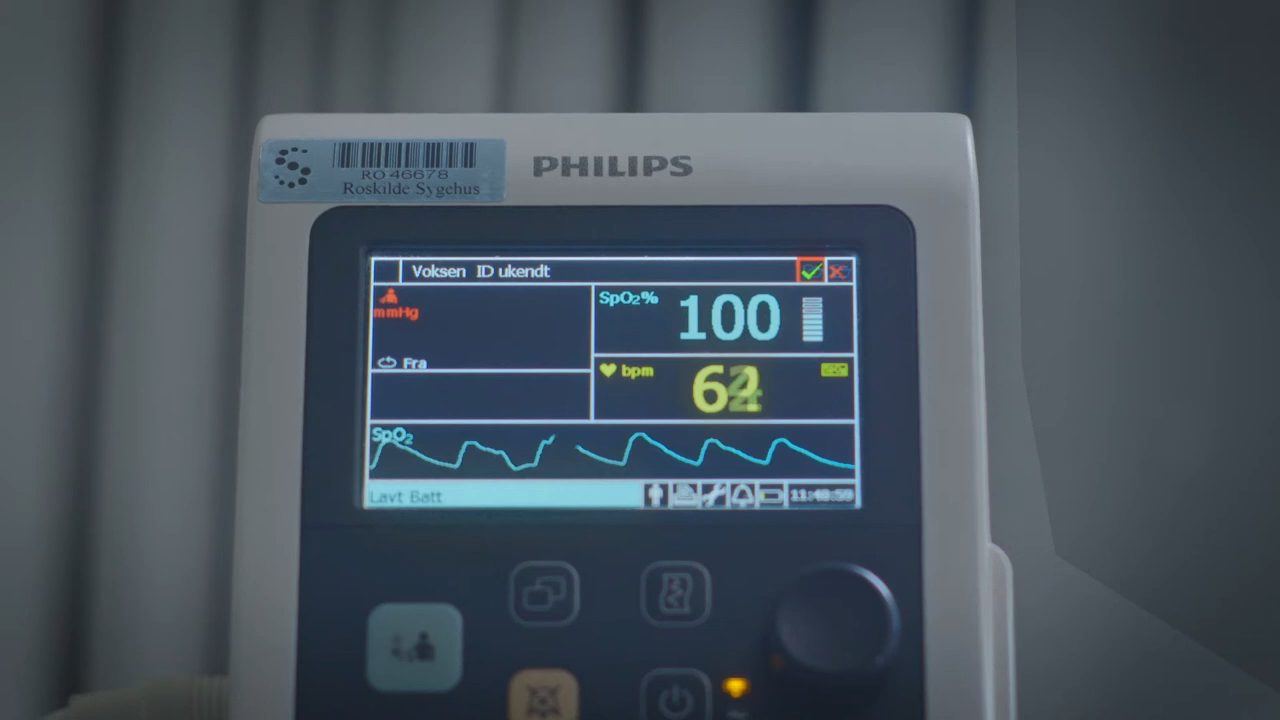 RO 46678
Roskilde Sygehus
PHILIPS
Voksen ID ukendt
mmHg
Fra
SpO₂%
100
bpm
SpO₂
Lavt Batt